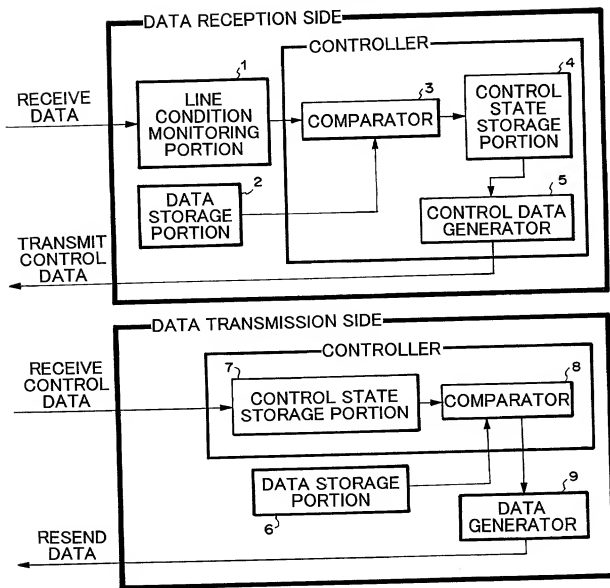 DATA RECEPTION SIDE
CONTROLLER
RECEIVE
DATA
1
LINE
CONDITION
MONITORING
PORTION
3
COMPARATOR
4
CONTROL
STATE
STORAGE
PORTION
2
DATA
STORAGE
PORTION
5
CONTROL DATA
GENERATOR
TRANSMIT
CONTROL
DATA
DATA TRANSMISSION SIDE
CONTROLLER
RECEIVE
CONTROL
DATA
7
CONTROL STATE
STORAGE PORTION
8
COMPARATOR
DATA STORAGE
PORTION
6
9
DATA
GENERATOR
RESEND
DATA